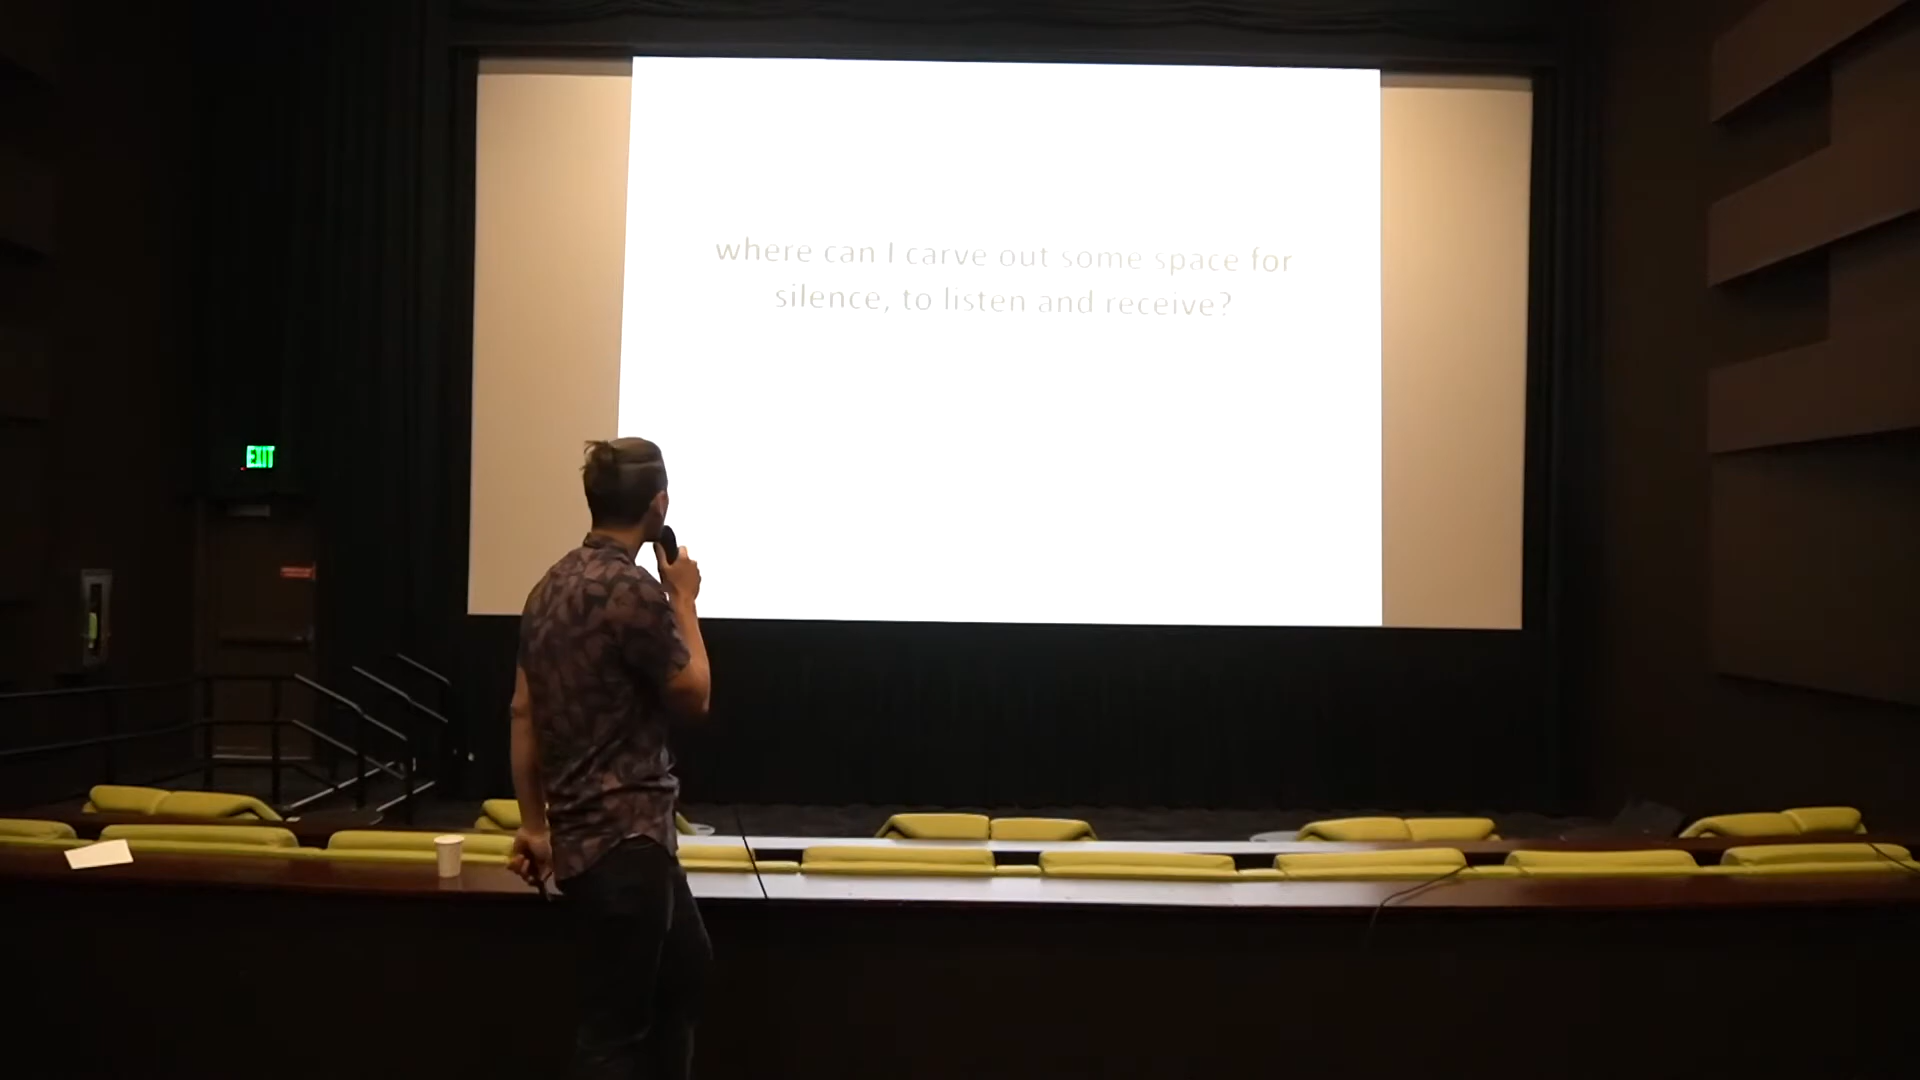 where can I carve out some space for
silence, to listen and receive?
EXIT